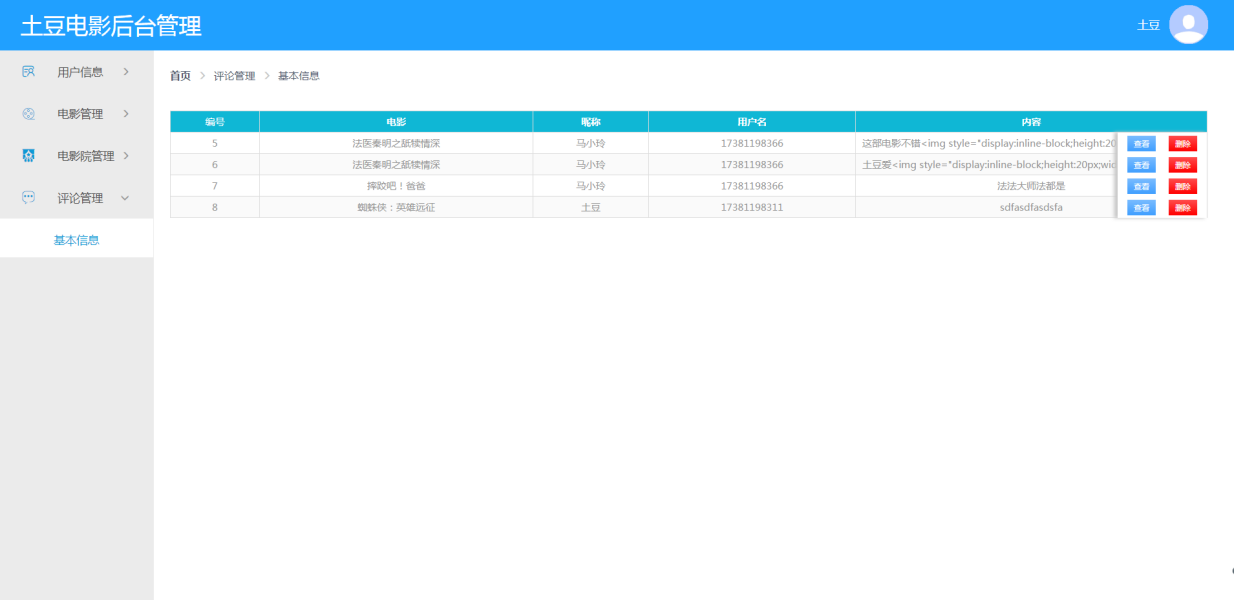 土豆电影后台管理
土豆
用户信息
电影管理
电影院管理
评论管理
基本信息
首页 > 评论管理 > 基本信息
编号 电影 昵称 用户名 内容
5 法医秦明之舐犊情深 马小玲 17381198366 这部电影不错<img style="display:inline-block;height:20 查看 删除
6 法医秦明之舐犊情深 马小玲 17381198366 土豆爱<img style="display:inline-block;height:20px;wid 查看 删除
7 摔跤吧！爸爸 马小玲 17381198366 法法大师法都是 查看 删除
8 蜘蛛侠：英雄远征 土豆 17381198311 sdfasdfasdsfa 查看 删除